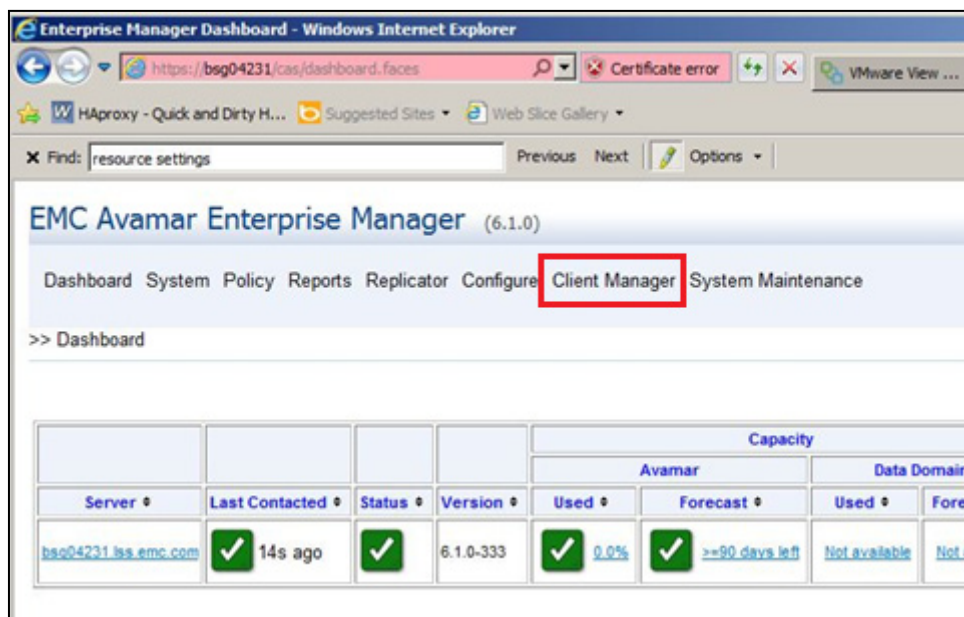 Enterprise Manager Dashboard - Windows Internet Explorer
https://bsg04231/cas/dashboard.faces Certificate error VMware View ...
HAproxy - Quick and Dirty H... Suggested Sites Web Slice Gallery
X Find: resource settings Previous Next Options
EMC Avamar Enterprise Manager (6.1.0)
Dashboard System Policy Reports Replicator Configure Client Manager System Maintenance
>> Dashboard
Capacity
Avamar Data Domain
Server Last Contacted Status Version Used Forecast Used Fore
bsg04231.lss.emc.com 14s ago 6.1.0-333 0.0% >=90 days left Not available Not